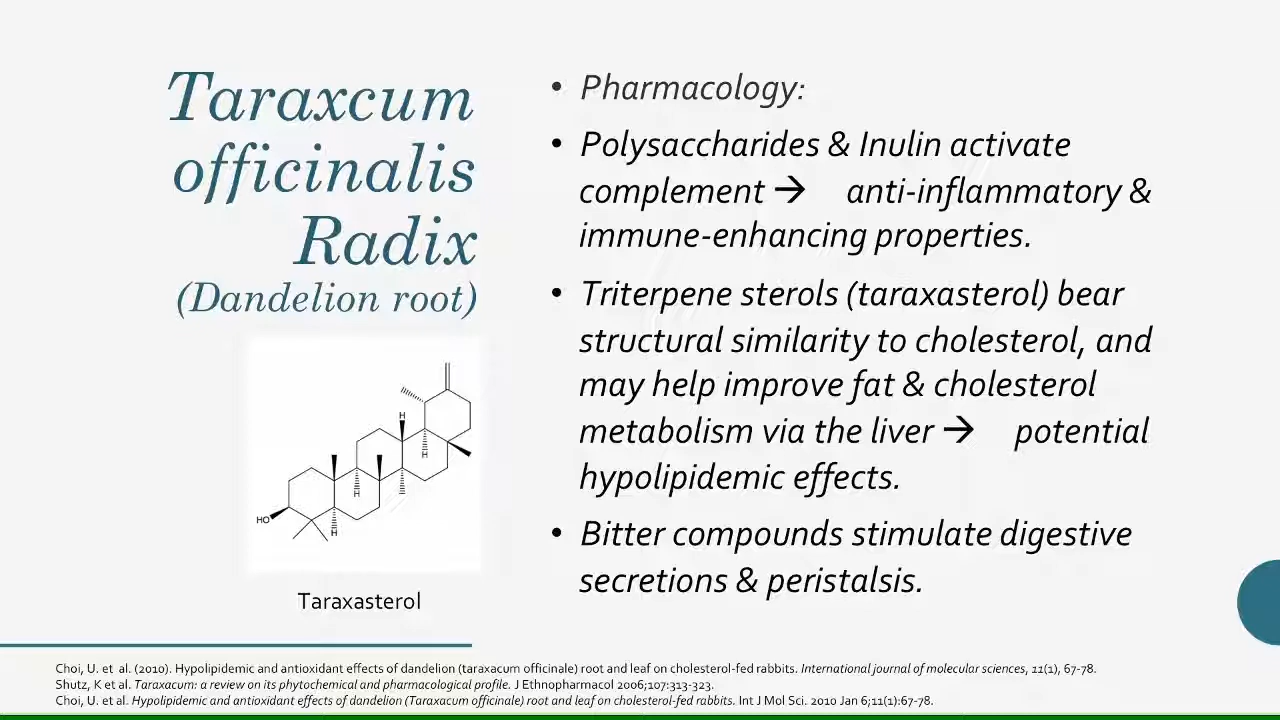 Taraxcum
officinalis
Radix
(Dandelion root)
HO
H
H
H
H
Taraxasterol
• Pharmacology:
• Polysaccharides & Inulin activate
complement → anti-inflammatory &
immune-enhancing properties.
• Triterpene sterols (taraxasterol) bear
structural similarity to cholesterol, and
may help improve fat & cholesterol
metabolism via the liver → potential
hypolipidemic effects.
• Bitter compounds stimulate digestive
secretions & peristalsis.
Choi, U. et al. (2010). Hypolipidemic and antioxidant effects of dandelion (taraxacum officinale) root and leaf on cholesterol-fed rabbits. International journal of molecular sciences, 11(1), 67-78.
Shutz, K et al. Taraxacum: a review on its phytochemical and pharmacological profile. J Ethnopharmacol 2006;107:313-323.
Choi, U. et al. Hypolipidemic and antioxidant effects of dandelion (Taraxacum officinale) root and leaf on cholesterol-fed rabbits. Int J Mol Sci. 2010 Jan 6;11(1):67-78.